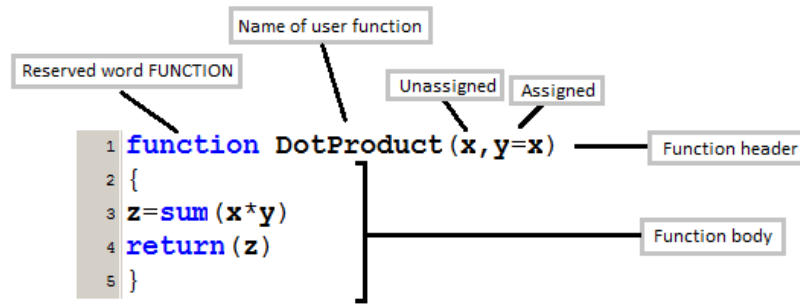 Name of user function
Reserved word FUNCTION
Unassigned
Assigned
1 function DotProduct(x,y=x)
Function header
2 {
3 z=sum(x*y)
4 return(z)
Function body
5 }